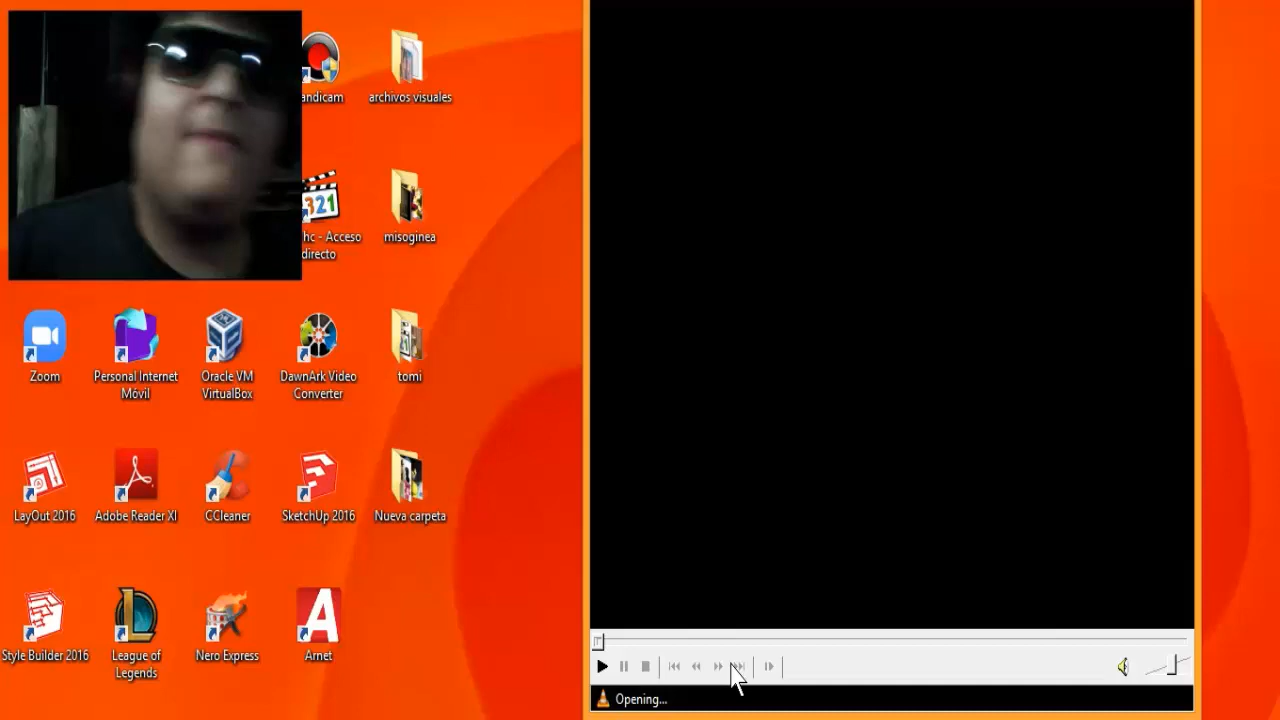 andicam
archivos visuales
321
hc - Acceso
directo
misoginea
Zoom
Personal Internet
Móvil
Oracle VM
VirtualBox
DawnArk Video
Converter
tomi
LayOut 2016
Adobe Reader XI
CCleaner
SketchUp 2016
Nueva carpeta
Style Builder 2016
League of
Legends
Nero Express
Arnet
Opening...